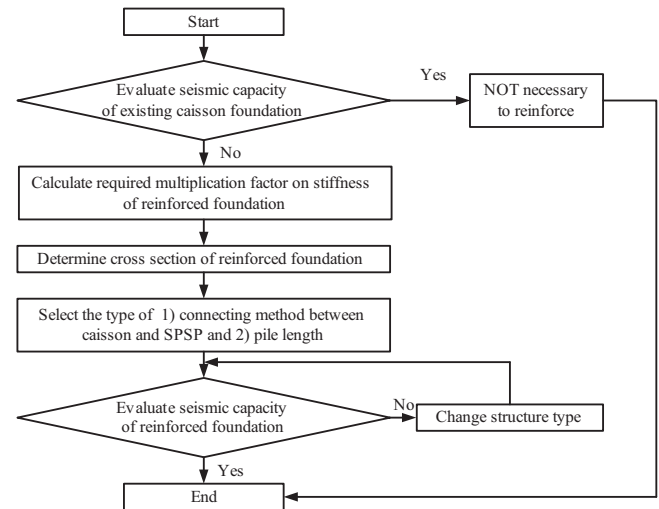 Start
Evaluate seismic capacity
of existing caisson foundation
Yes
NOT necessary
to reinforce
No
Calculate required multiplication factor on stiffness
of reinforced foundation
Determine cross section of reinforced foundation
Select the type of 1) connecting method between
caisson and SPSP and 2) pile length
Evaluate seismic capacity
of reinforced foundation
No
Change structure type
Yes
End